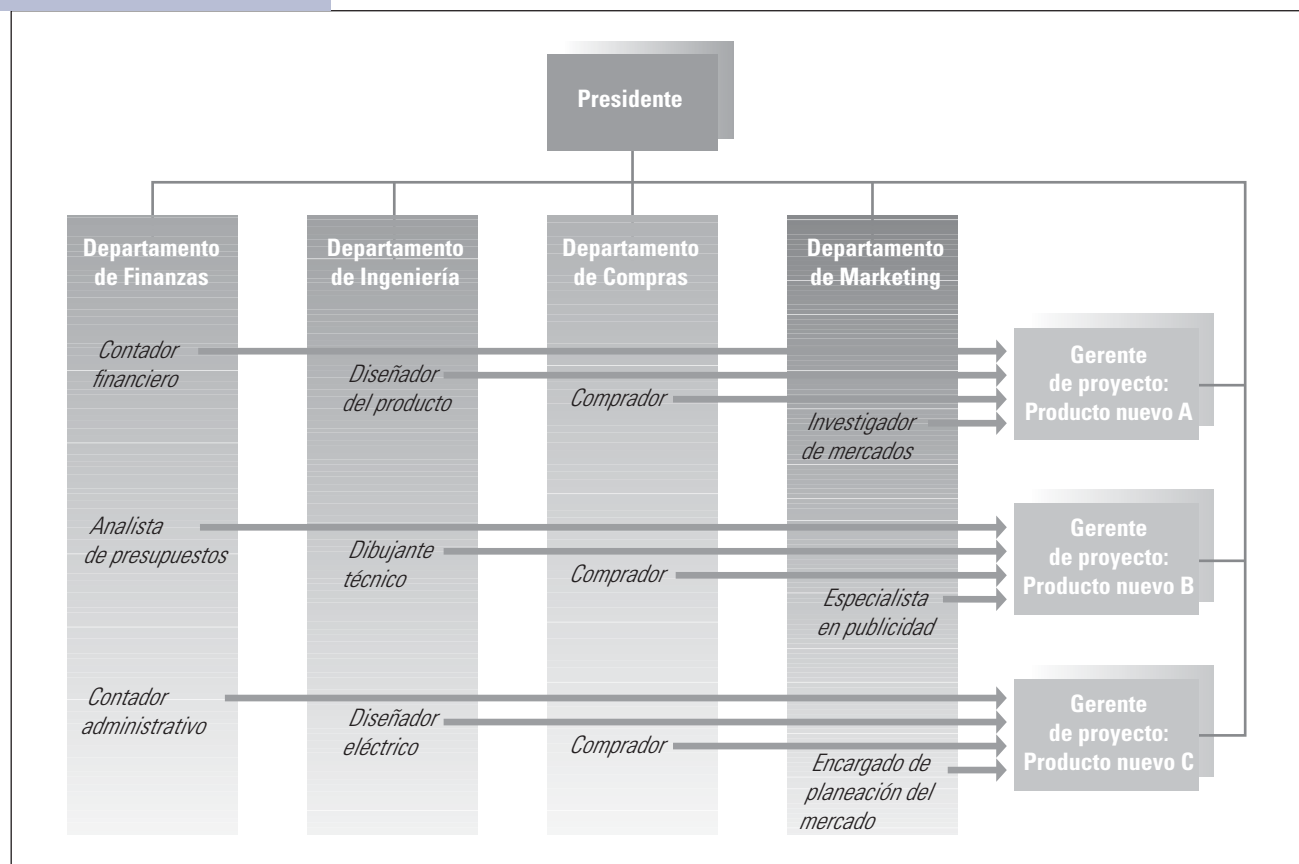 Presidente
Departamento
de Finanzas
Departamento
de Ingeniería
Departamento
de Compras
Departamento
de Marketing
Contador
financiero
Diseñador
del producto
Comprador
Investigador
de mercados
Gerente
de proyecto:
Producto nuevo A
Analista
de presupuestos
Dibujante
técnico
Comprador
Especialista
en publicidad
Gerente
de proyecto:
Producto nuevo B
Contador
administrativo
Diseñador
eléctrico
Comprador
Encargado de
planeación del
mercado
Gerente
de proyecto:
Producto nuevo C